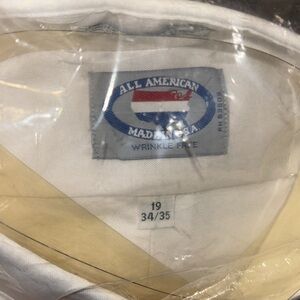 ALL AMERICAN
MADE IN USA
WRINKLE FREE
19
34/35